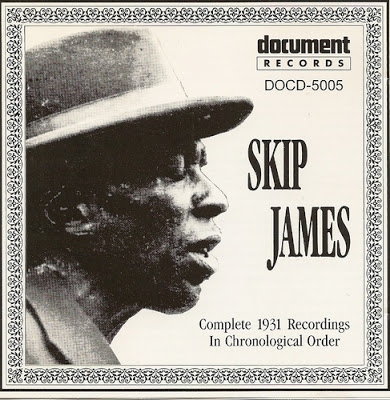 document
RECORDS
DOCD-5005
SKIP
JAMES
Complete 1931 Recordings
In Chronological Order